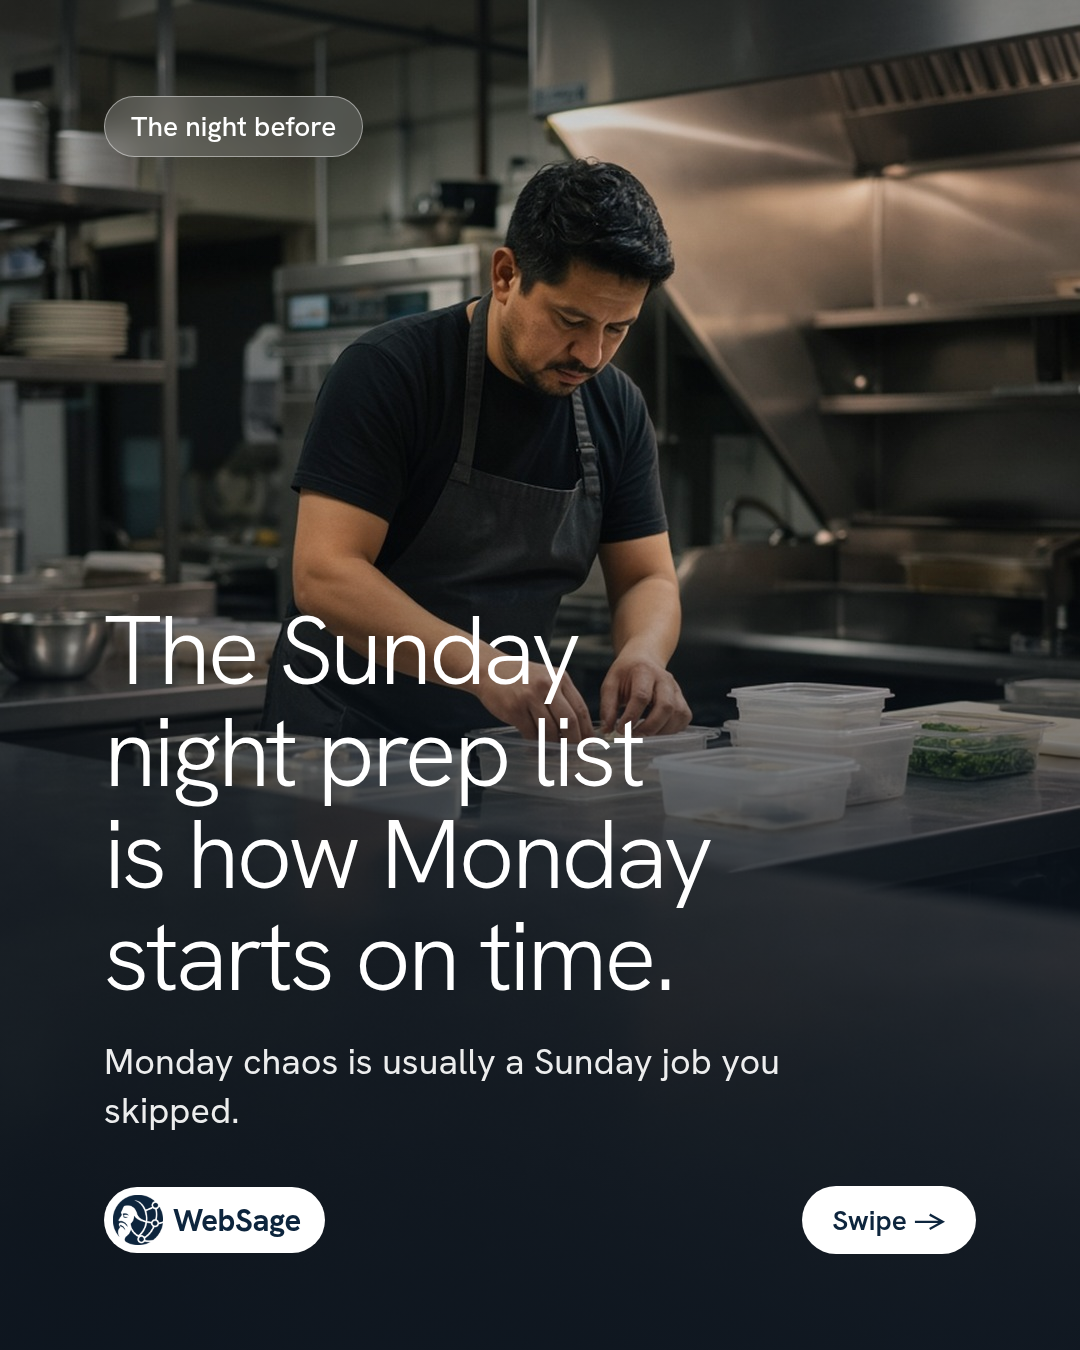 The night before
The Sunday
night prep list
is how Monday
starts on time.
Monday chaos is usually a Sunday job you
skipped.
WebSage
Swipe →